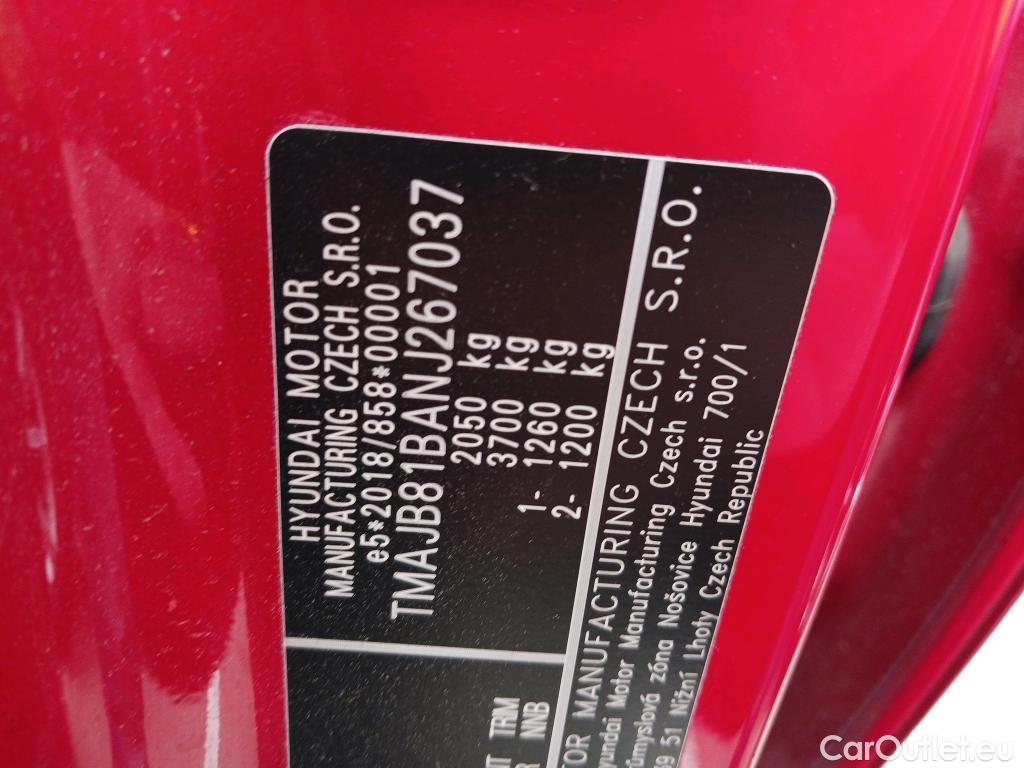 HYUNDAI MOTOR
MANUFACTURING CZECH S.R.O.
e5*2018/858*00001
TMAJB81BANJ267037
2050 kg
3700 kg
1- 1260 kg
2- 1200 kg
TRIM
NNB
MANUFACTURING CZECH S.R.O.
Hyundai Motor Manufacturing Czech s.r.o.
Průmyslová zóna Nošovice Hyundai 700/1
51 Nižní Lhoty Czech Republic
CarOutlet.eu